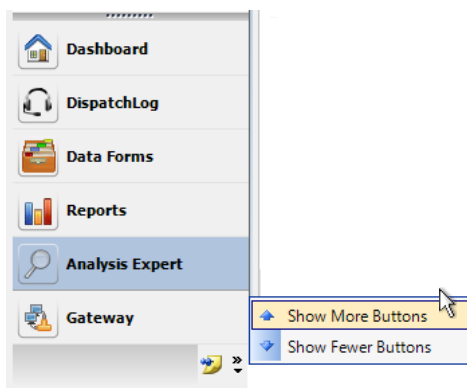 Dashboard
DispatchLog
Data Forms
Reports
Analysis Expert
Gateway
Show More Buttons
Show Fewer Buttons